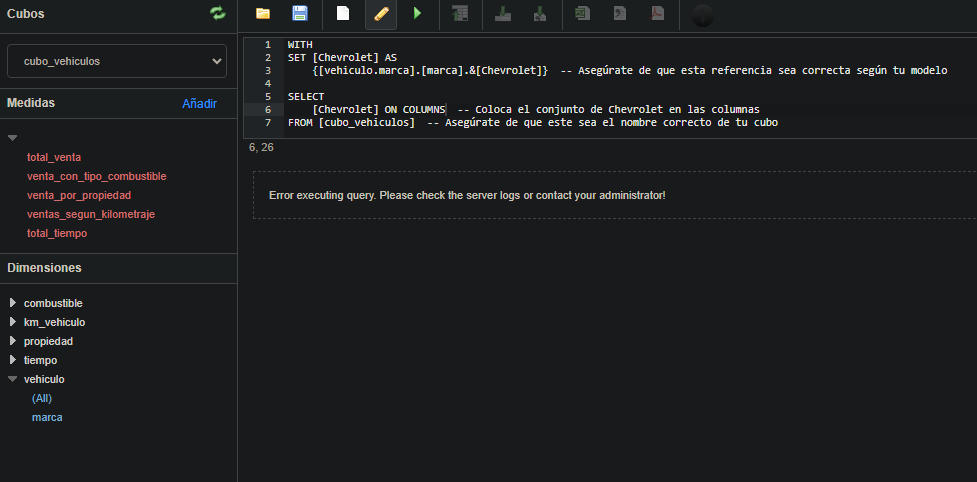 Cubos
cubo_vehiculos
Medidas Añadir
total_venta
venta_con_tipo_combustible
venta_por_propiedad
ventas_segun_kilometraje
total_tiempo
Dimensiones
combustible
km_vehiculo
propiedad
tiempo
vehiculo
(All)
marca
1 WITH
2 SET [Chevrolet] AS
3 {[vehiculo.marca].[marca].&[Chevrolet]} -- Asegúrate de que esta referencia sea correcta según tu modelo
4
5 SELECT
6 [Chevrolet] ON COLUMNS -- Coloca el conjunto de Chevrolet en las columnas
7 FROM [cubo_vehiculos] -- Asegúrate de que este sea el nombre correcto de tu cubo
6, 26
Error executing query. Please check the server logs or contact your administrator!